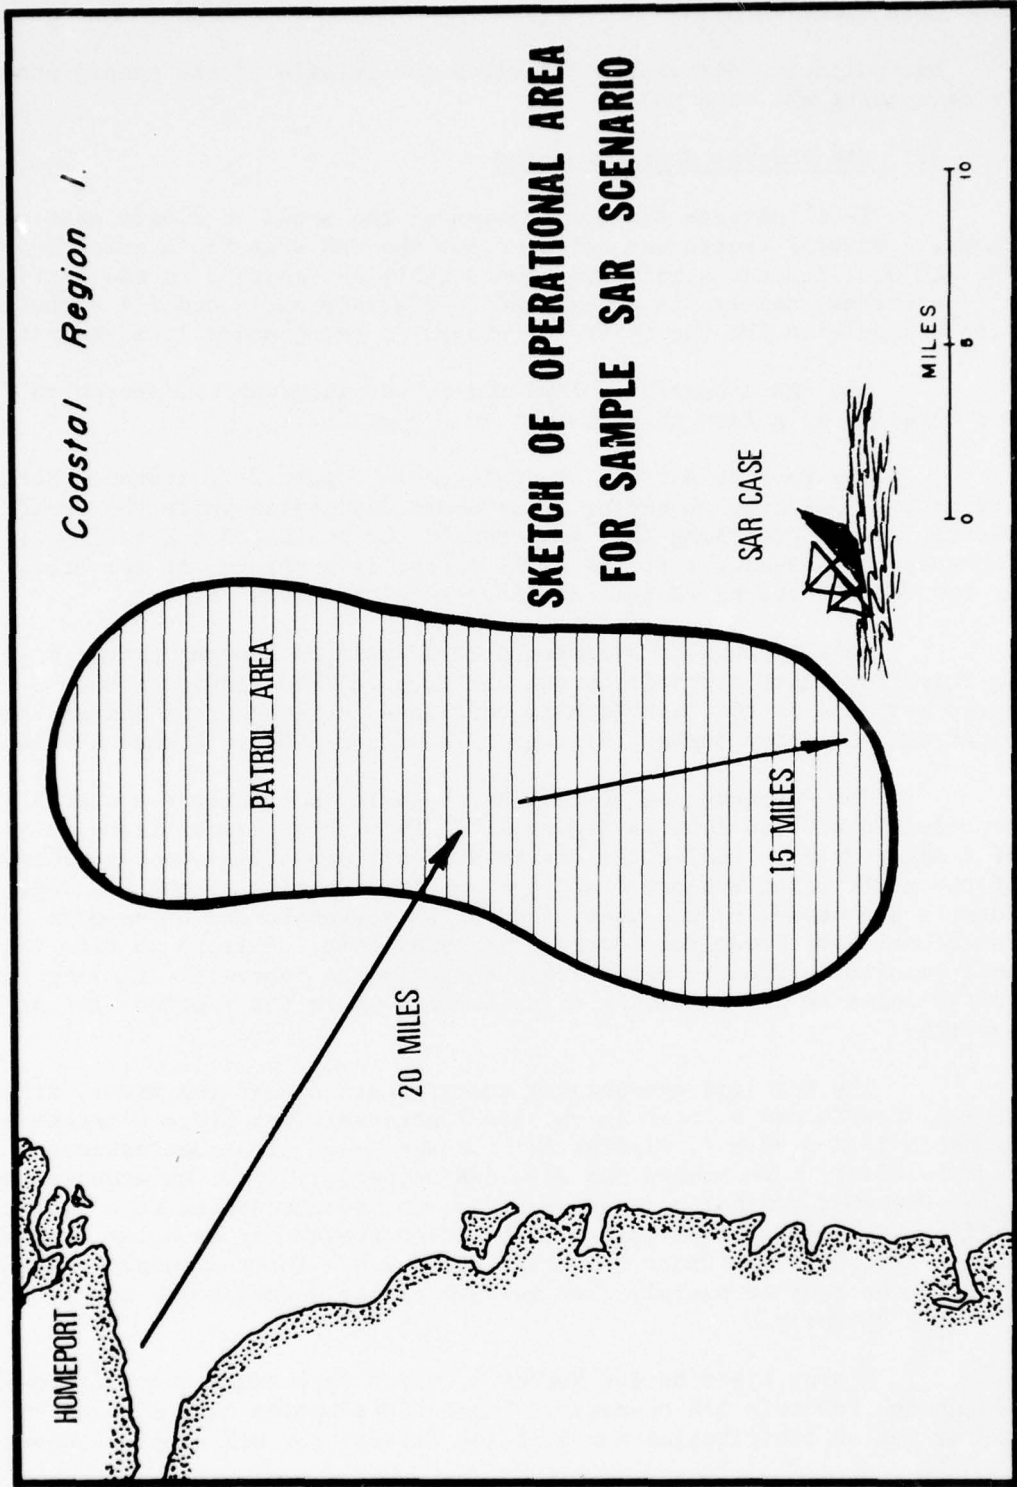 Coastal Region 1.
HOMEPORT
20 MILES
PATROL AREA
15 MILES
SAR CASE
SKETCH OF OPERATIONAL AREA
FOR SAMPLE SAR SCENARIO
MILES
0 5 10